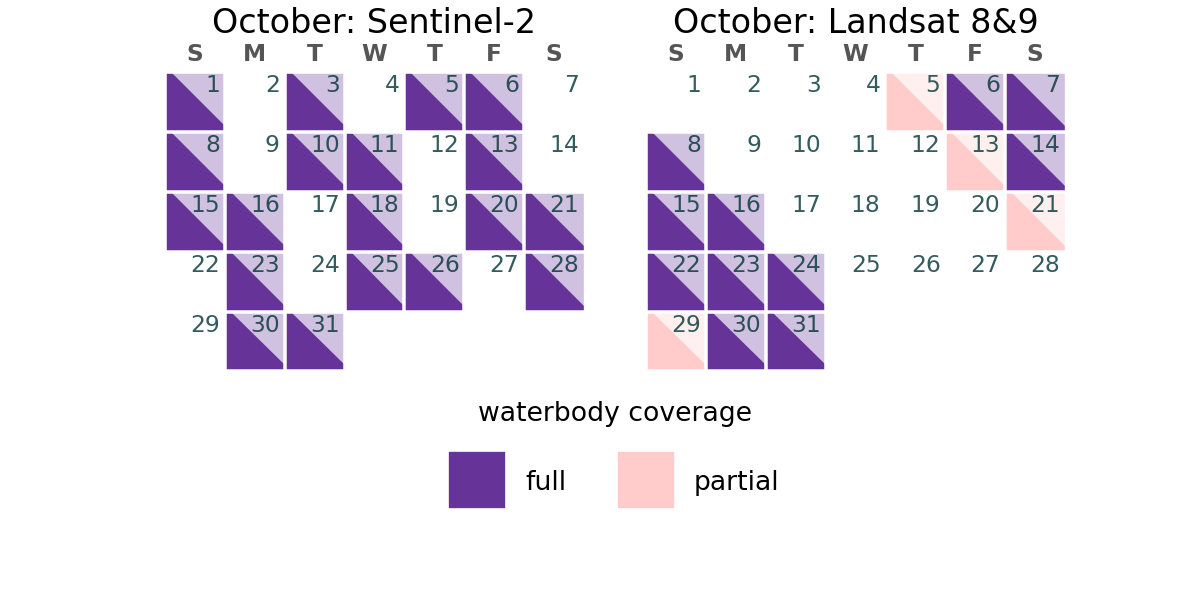 October: Sentinel-2
S M T W T F S
1 2 3 4 5 6 7
8 9 10 11 12 13 14
15 16 17 18 19 20 21
22 23 24 25 26 27 28
29 30 31
October: Landsat 8&9
S M T W T F S
1 2 3 4 5 6 7
8 9 10 11 12 13 14
15 16 17 18 19 20 21
22 23 24 25 26 27 28
29 30 31
waterbody coverage
full partial